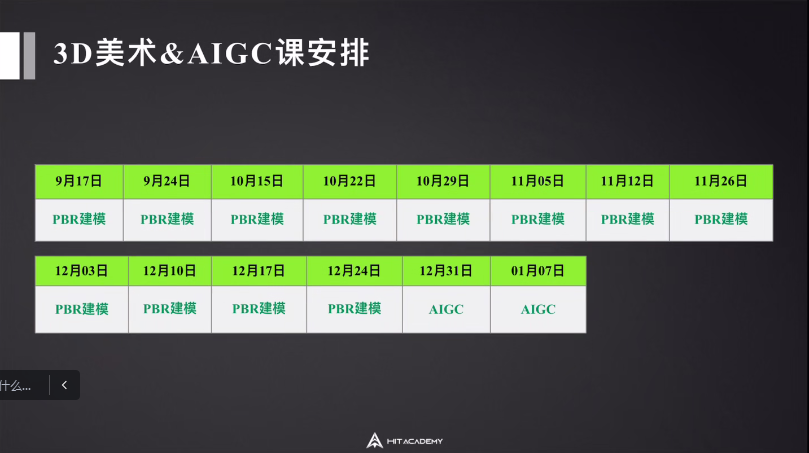 3D美术&AIGC课安排
9月17日 9月24日 10月15日 10月22日 10月29日 11月05日 11月12日 11月26日
PBR建模 PBR建模 PBR建模 PBR建模 PBR建模 PBR建模 PBR建模 PBR建模
12月03日 12月10日 12月17日 12月24日 12月31日 01月07日
PBR建模 PBR建模 PBR建模 PBR建模 AIGC AIGC
什么...
HIT ACADEMY